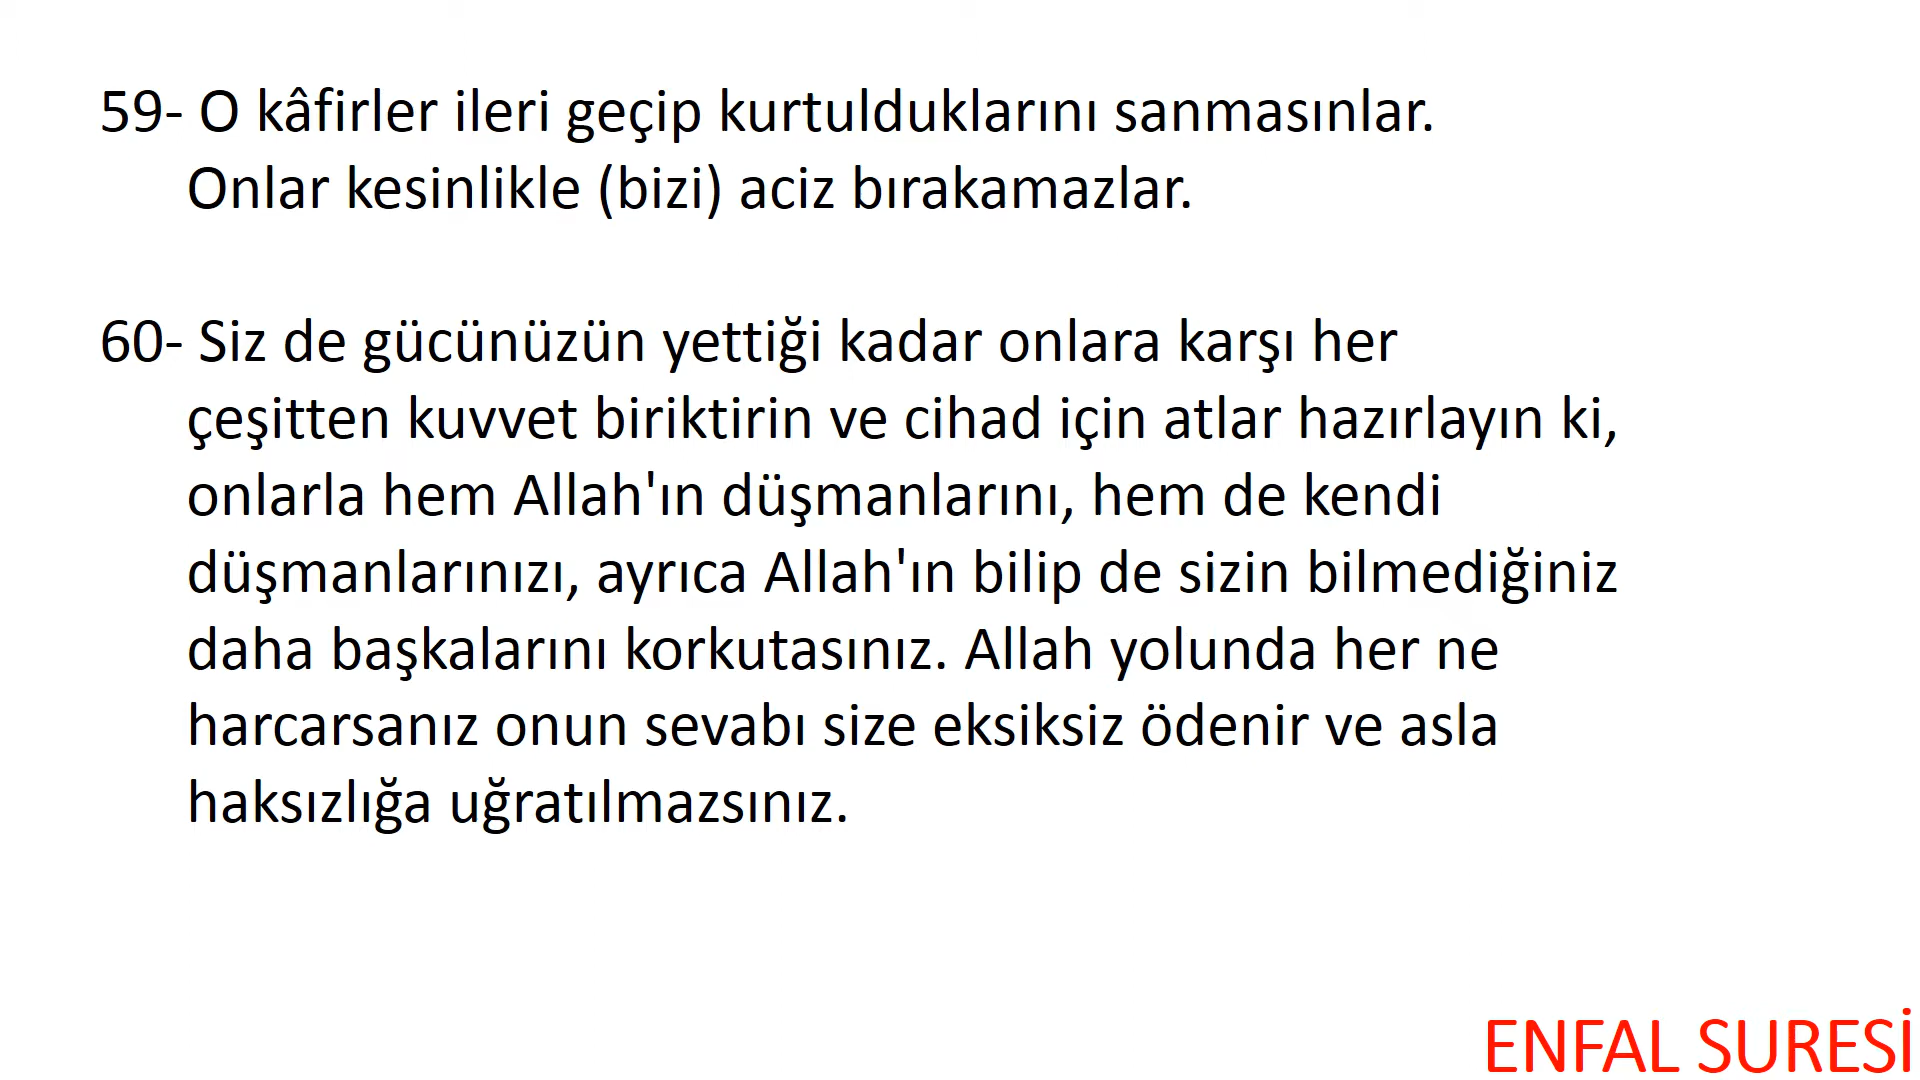 59- O kâfirler ileri geçip kurtulduklarını sanmasınlar.
Onlar kesinlikle (bizi) aciz bırakamazlar.
60- Siz de gücünüzün yettiği kadar onlara karşı her
çeşitten kuvvet biriktirin ve cihad için atlar hazırlayın ki,
onlarla hem Allah'ın düşmanlarını, hem de kendi
düşmanlarınızı, ayrıca Allah'ın bilip de sizin bilmediğiniz
daha başkalarını korkutasınız. Allah yolunda her ne
harcarsanız onun sevabı size eksiksiz ödenir ve asla
haksızlığa uğratılmazsınız.
ENFAL SURESİ